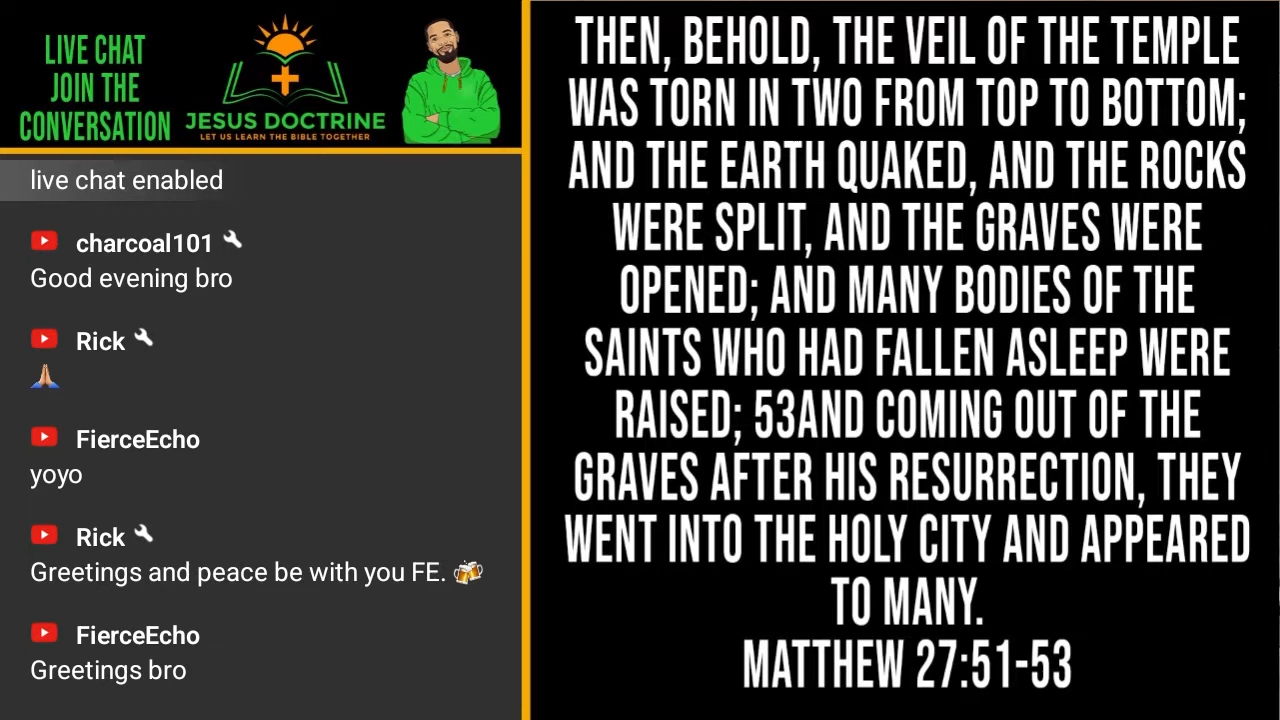 LIVE CHAT
JOIN THE
CONVERSATION
JESUS DOCTRINE
LET US LEARN THE BIBLE TOGETHER
live chat enabled
charcoal101
Good evening bro
Rick
🙏
FierceEcho
yoyo
Rick
Greetings and peace be with you FE. 🍻
FierceEcho
Greetings bro
THEN, BEHOLD, THE VEIL OF THE TEMPLE
WAS TORN IN TWO FROM TOP TO BOTTOM;
AND THE EARTH QUAKED, AND THE ROCKS
WERE SPLIT, AND THE GRAVES WERE
OPENED; AND MANY BODIES OF THE
SAINTS WHO HAD FALLEN ASLEEP WERE
RAISED; 53AND COMING OUT OF THE
GRAVES AFTER HIS RESURRECTION, THEY
WENT INTO THE HOLY CITY AND APPEARED
TO MANY.
MATTHEW 27:51-53